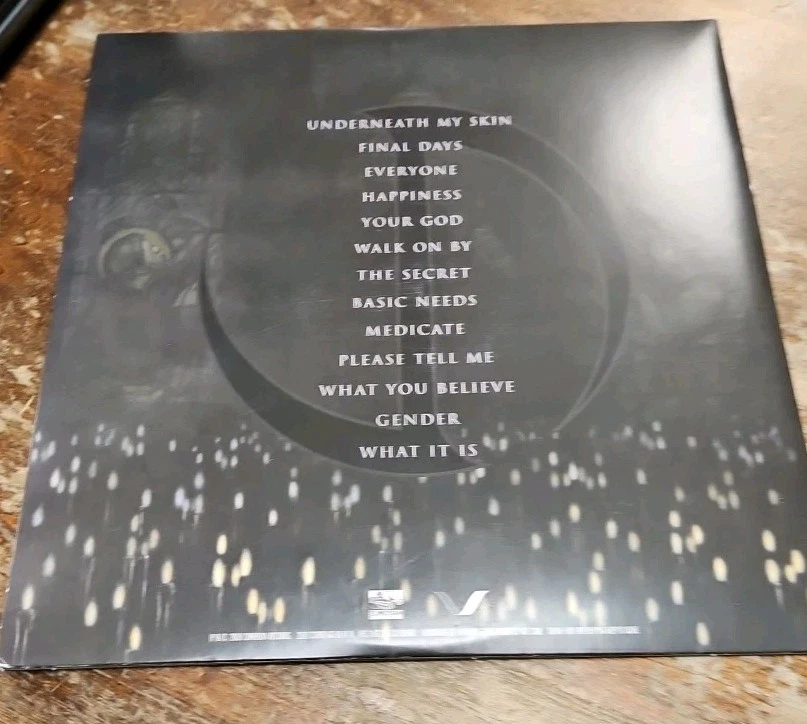 UNDERNEATH MY SKIN
FINAL DAYS
EVERYONE
HAPPINESS
YOUR GOD
WALK ON BY
THE SECRET
BASIC NEEDS
MEDICATE
PLEASE TELL ME
WHAT YOU BELIEVE
GENDER
WHAT IT IS